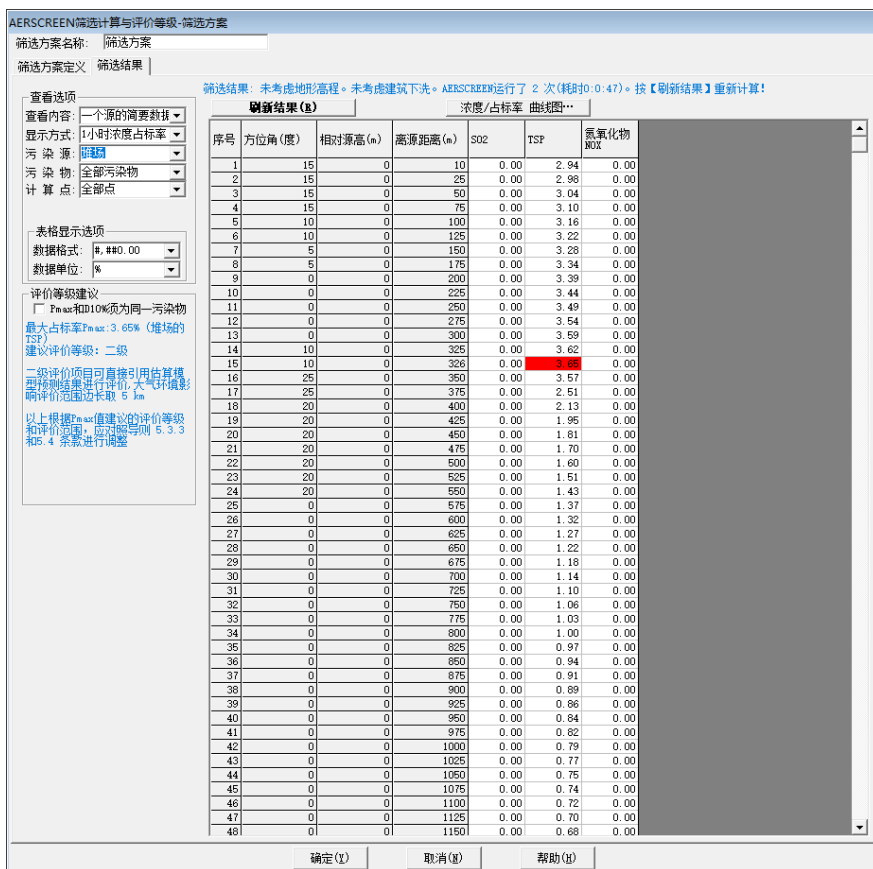 AERSCREEN筛选计算与评价等级-筛选方案
筛选方案名称: 筛选方案
筛选方案定义 筛选结果
筛选结果: 未考虑地形高程。未考虑建筑下洗。AERSCREEN运行了 2 次(耗时0:0:47)。按【刷新结果】重新计算!
查看选项
查看内容: 一个源的简要数据
显示方式: 1小时浓度占标率
污 染 源: 堆场
污 染 物: 全部污染物
计 算 点: 全部点
表格显示选项
数据格式: #,##0.00
数据单位: %
评价等级建议
Pmax和D10%须为同一污染物
最大占标率Pmax:3.65% (堆场的
TSP)
建议评价等级: 二级
二级评价项目可直接引用估算模
型预测结果进行评价,大气环境影
响评价范围边长取 5 km
以上根据Pmax值建议的评价等级
和评价范围, 应对照导则 5.3.3
和5.4 条款进行调整
刷新结果(R) 浓度/占标率 曲线图…
序号 方位角(度) 相对源高(m) 离源距离(m) SO2 TSP 氮氧化物NOX
1 15 0 10 0.00 2.94 0.00
2 15 0 25 0.00 2.98 0.00
3 15 0 50 0.00 3.04 0.00
4 15 0 75 0.00 3.10 0.00
5 10 0 100 0.00 3.16 0.00
6 10 0 125 0.00 3.22 0.00
7 5 0 150 0.00 3.28 0.00
8 5 0 175 0.00 3.34 0.00
9 0 0 200 0.00 3.39 0.00
10 0 0 225 0.00 3.44 0.00
11 0 0 250 0.00 3.49 0.00
12 0 0 275 0.00 3.54 0.00
13 0 0 300 0.00 3.59 0.00
14 10 0 325 0.00 3.62 0.00
15 10 0 326 0.00 3.65 0.00
16 25 0 350 0.00 3.57 0.00
17 25 0 375 0.00 2.51 0.00
18 20 0 400 0.00 2.13 0.00
19 20 0 425 0.00 1.95 0.00
20 20 0 450 0.00 1.81 0.00
21 20 0 475 0.00 1.70 0.00
22 20 0 500 0.00 1.60 0.00
23 20 0 525 0.00 1.51 0.00
24 20 0 550 0.00 1.43 0.00
25 0 0 575 0.00 1.37 0.00
26 0 0 600 0.00 1.32 0.00
27 0 0 625 0.00 1.27 0.00
28 0 0 650 0.00 1.22 0.00
29 0 0 675 0.00 1.18 0.00
30 0 0 700 0.00 1.14 0.00
31 0 0 725 0.00 1.10 0.00
32 0 0 750 0.00 1.06 0.00
33 0 0 775 0.00 1.03 0.00
34 0 0 800 0.00 1.00 0.00
35 0 0 825 0.00 0.97 0.00
36 0 0 850 0.00 0.94 0.00
37 0 0 875 0.00 0.91 0.00
38 0 0 900 0.00 0.89 0.00
39 0 0 925 0.00 0.86 0.00
40 0 0 950 0.00 0.84 0.00
41 0 0 975 0.00 0.82 0.00
42 0 0 1000 0.00 0.79 0.00
43 0 0 1025 0.00 0.77 0.00
44 0 0 1050 0.00 0.75 0.00
45 0 0 1075 0.00 0.74 0.00
46 0 0 1100 0.00 0.72 0.00
47 0 0 1125 0.00 0.70 0.00
48 0 0 1150 0.00 0.68 0.00
确定(Y) 取消(N) 帮助(H)